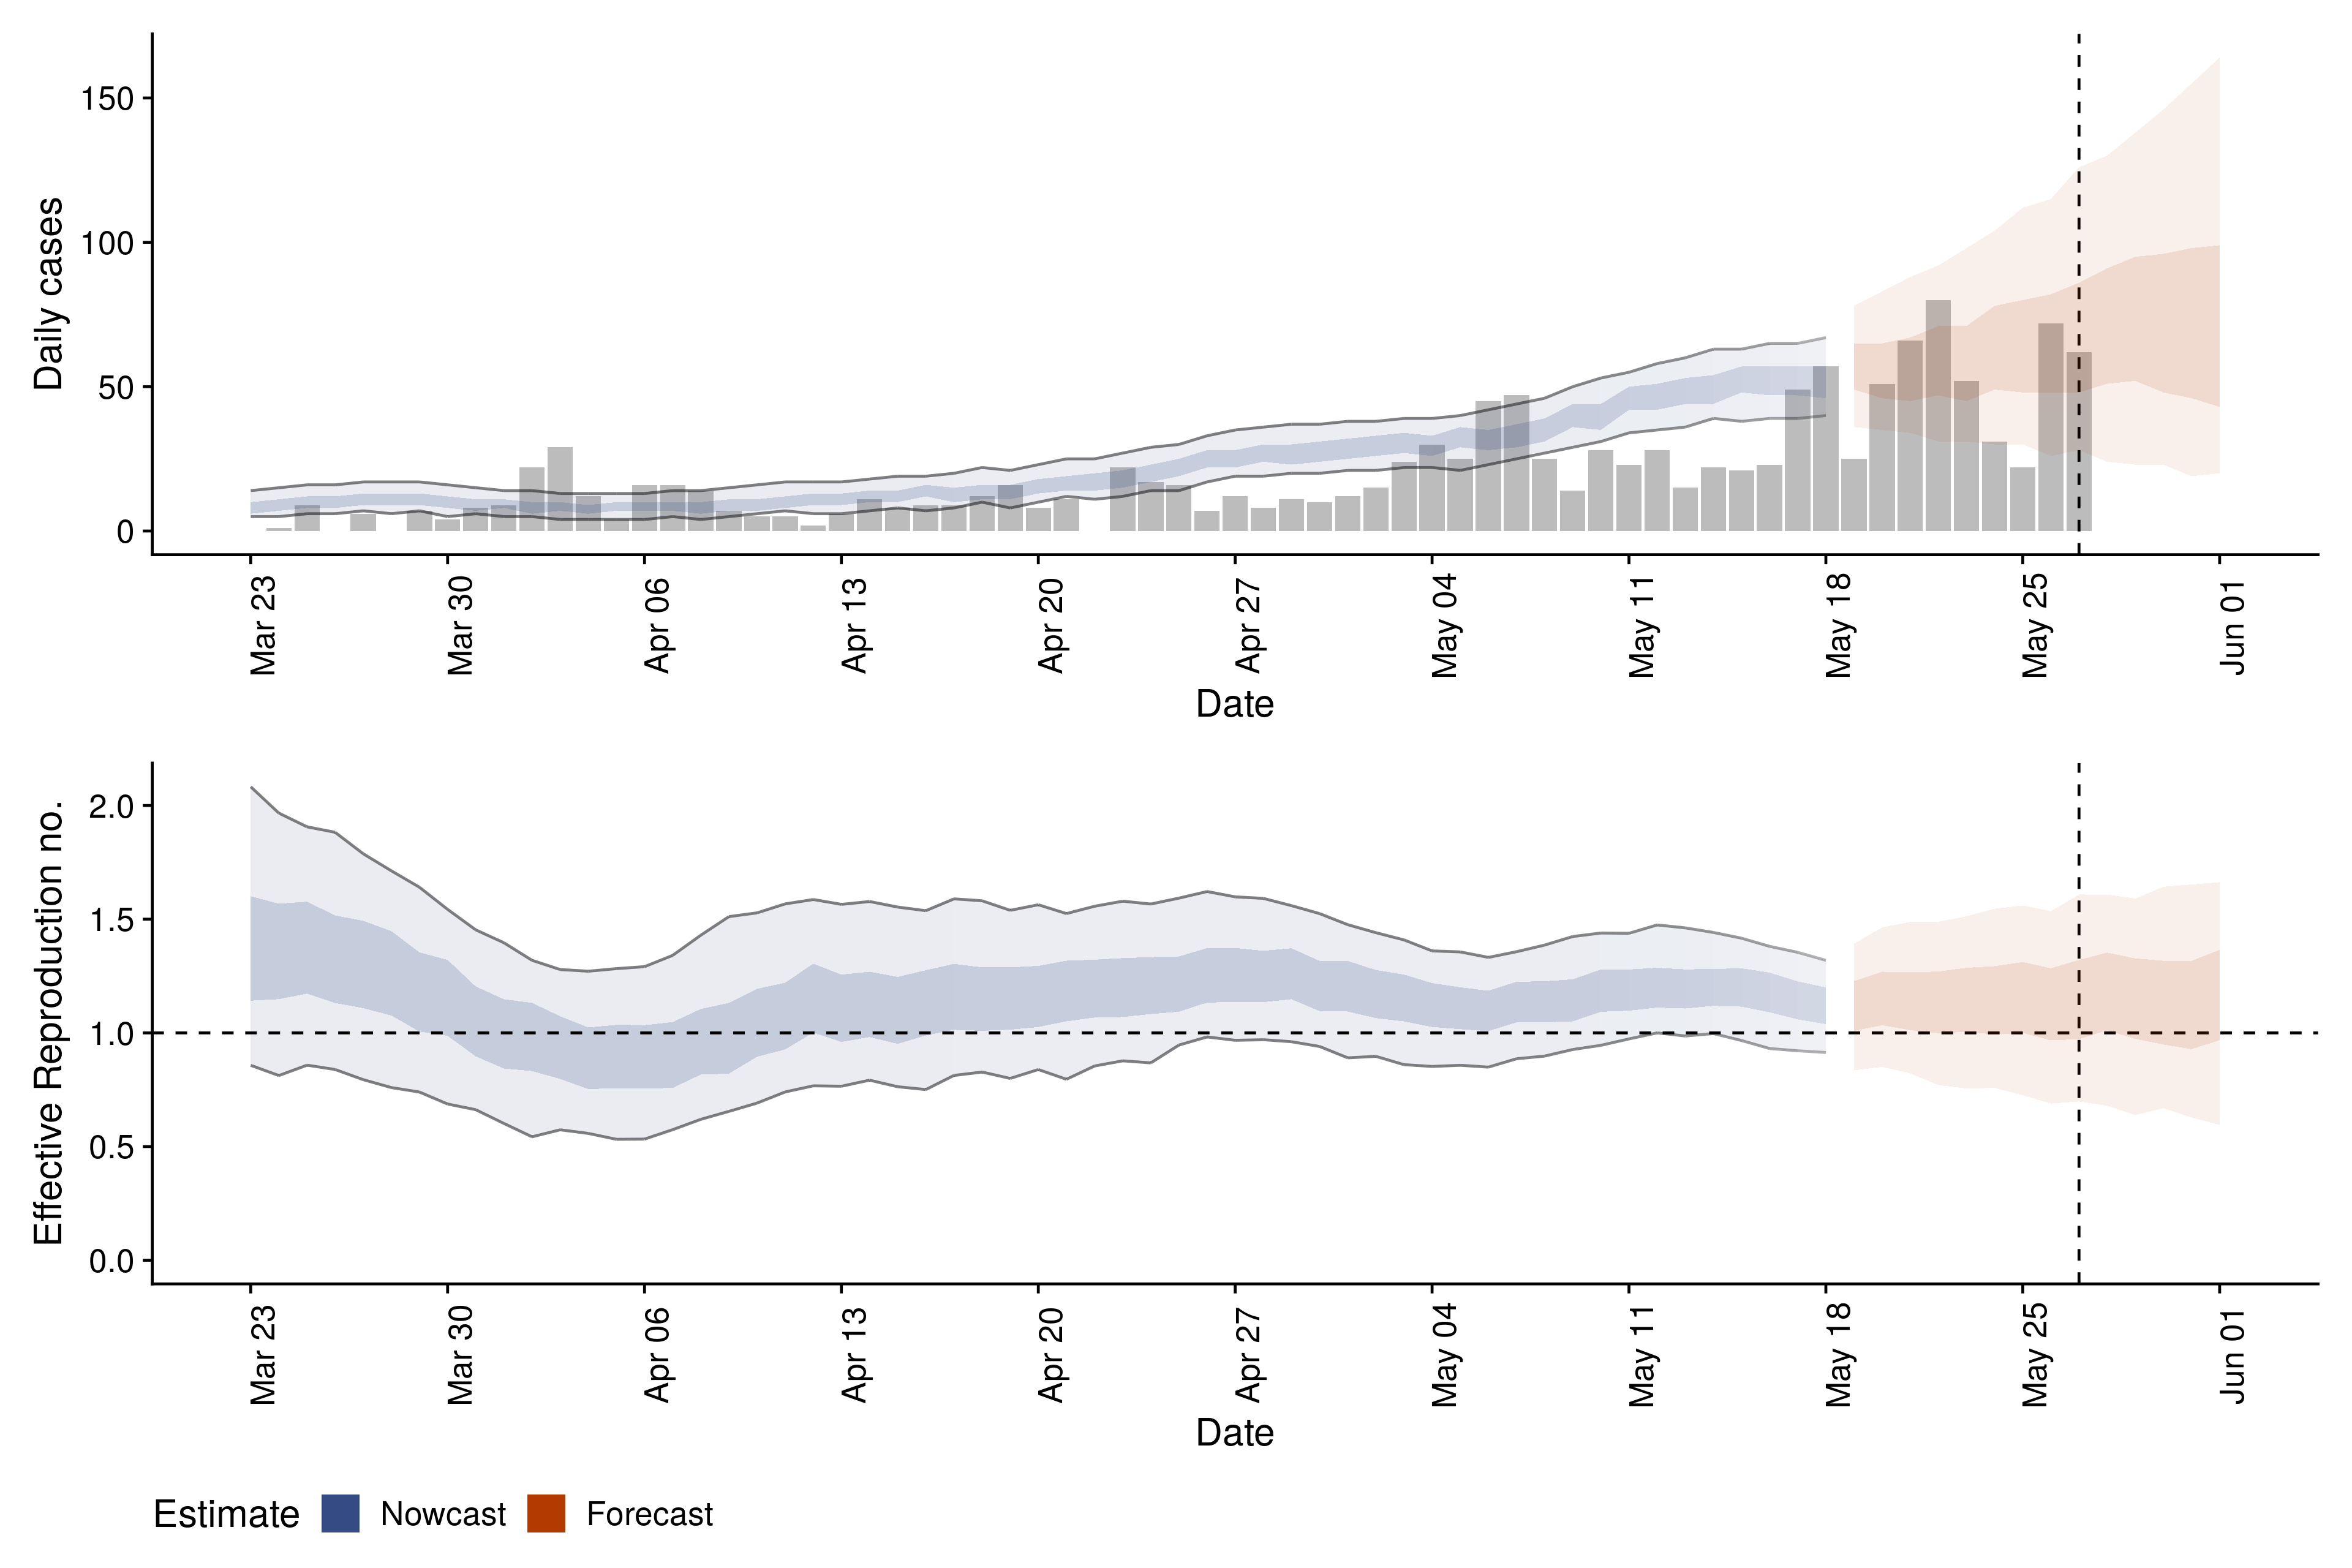 150
100
50
0
Daily cases
Mar 23
Mar 30
Apr 06
Apr 13
Apr 20
Apr 27
May 04
May 11
May 18
May 25
Jun 01
Date
2.0
1.5
1.0
0.5
0.0
Effective Reproduction no.
Mar 23
Mar 30
Apr 06
Apr 13
Apr 20
Apr 27
May 04
May 11
May 18
May 25
Jun 01
Date
Estimate Nowcast Forecast